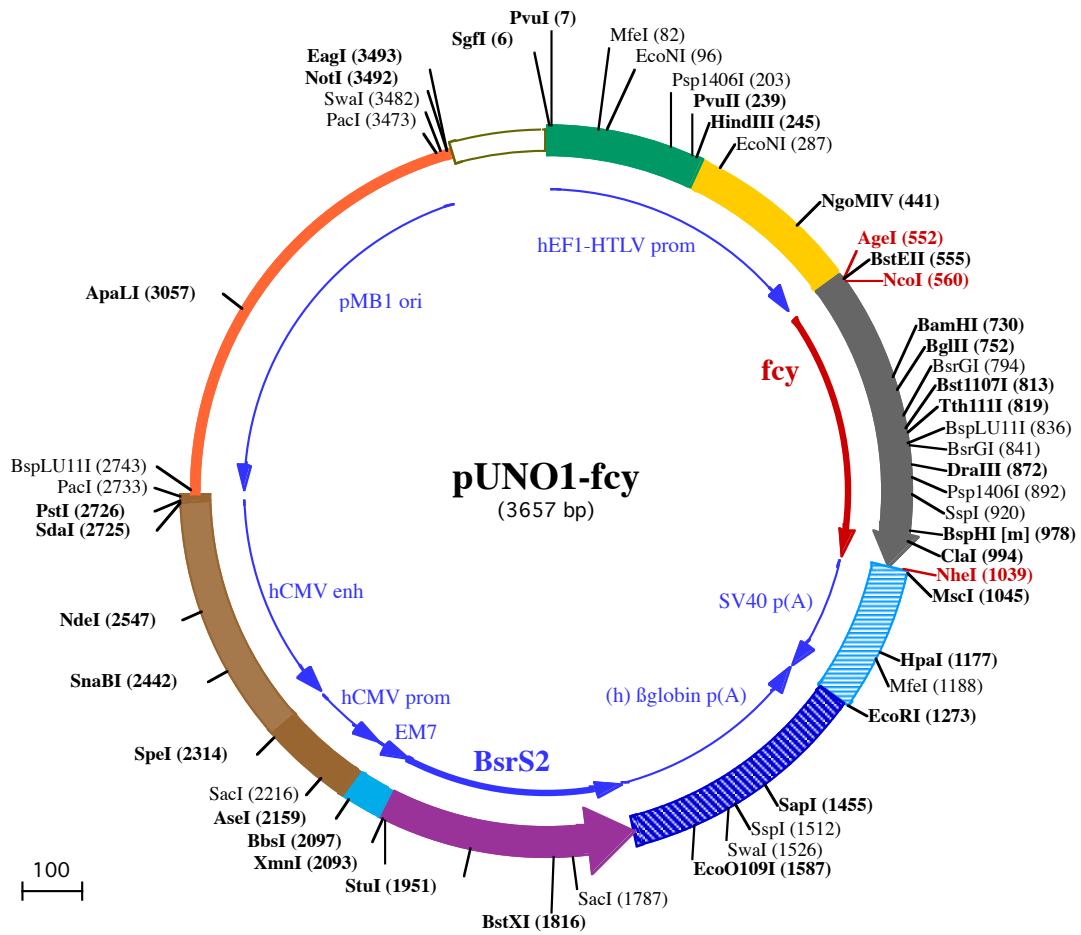 PvuI (7)
SgfI (6)
MfeI (82)
EcoNI (96)
Psp1406I (203)
PvuII (239)
HindIII (245)
EcoNI (287)
NgoMIV (441)
AgeI (552)
BstEII (555)
NcoI (560)
BamHI (730)
BglII (752)
BsrGI (794)
Bst1107I (813)
Tth111I (819)
BspLU11I (836)
BsrGI (841)
DraIII (872)
Psp1406I (892)
SspI (920)
BspHI [m] (978)
ClaI (994)
NheI (1039)
MscI (1045)
HpaI (1177)
MfeI (1188)
EcoRI (1273)
SapI (1455)
SspI (1512)
SwaI (1526)
EcoO109I (1587)
SacI (1787)
BstXI (1816)
StuI (1951)
XmnI (2093)
BbsI (2097)
AseI (2159)
SacI (2216)
SpeI (2314)
SnaBI (2442)
NdeI (2547)
SdaI (2725)
PstI (2726)
PacI (2733)
BspLU11I (2743)
ApaLI (3057)
PacI (3473)
SwaI (3482)
NotI (3492)
EagI (3493)
hEF1-HTLV prom
fcy
SV40 p(A)
(h) ßglobin p(A)
BsrS2
EM7
hCMV prom
hCMV enh
pMB1 ori
pUNO1-fcy
(3657 bp)
100